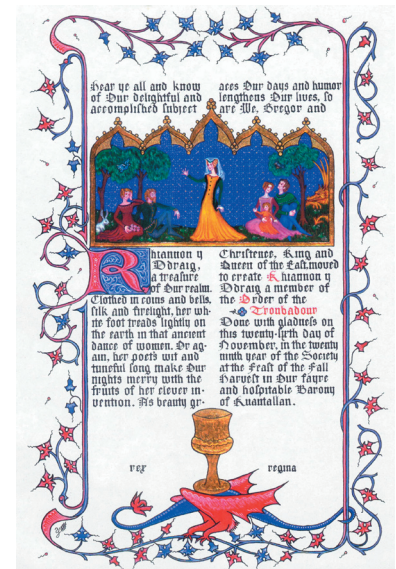 Hear ye all and know
of Our delightful and
accomplished subject
Rhiannon y
Ddraig,
a treasure
of Our realm.
Clothed in coins and bells,
silk and firelight, her wh-
ite foot treads lightly on
the earth in that ancient
dance of women. Or ag-
ain, her poet's wit and
tuneful song make Our
nights merry with the
fruits of her clever in-
vention. As beauty gr-
aces Our days and humor
lengthens Our lives, so
are We, Gregor and
Christence, King and
Queen of the East, moved
to create Rhiannon y
Ddraig a member of
the Order of the
Troubadour
Done with gladness on
this twenty-sixth day of
November, in the twenty
ninth year of the Society
at the Feast of the Fall
Harvest in Our fayre
and hospitable Barony
of Ruantallan.
rex
regina